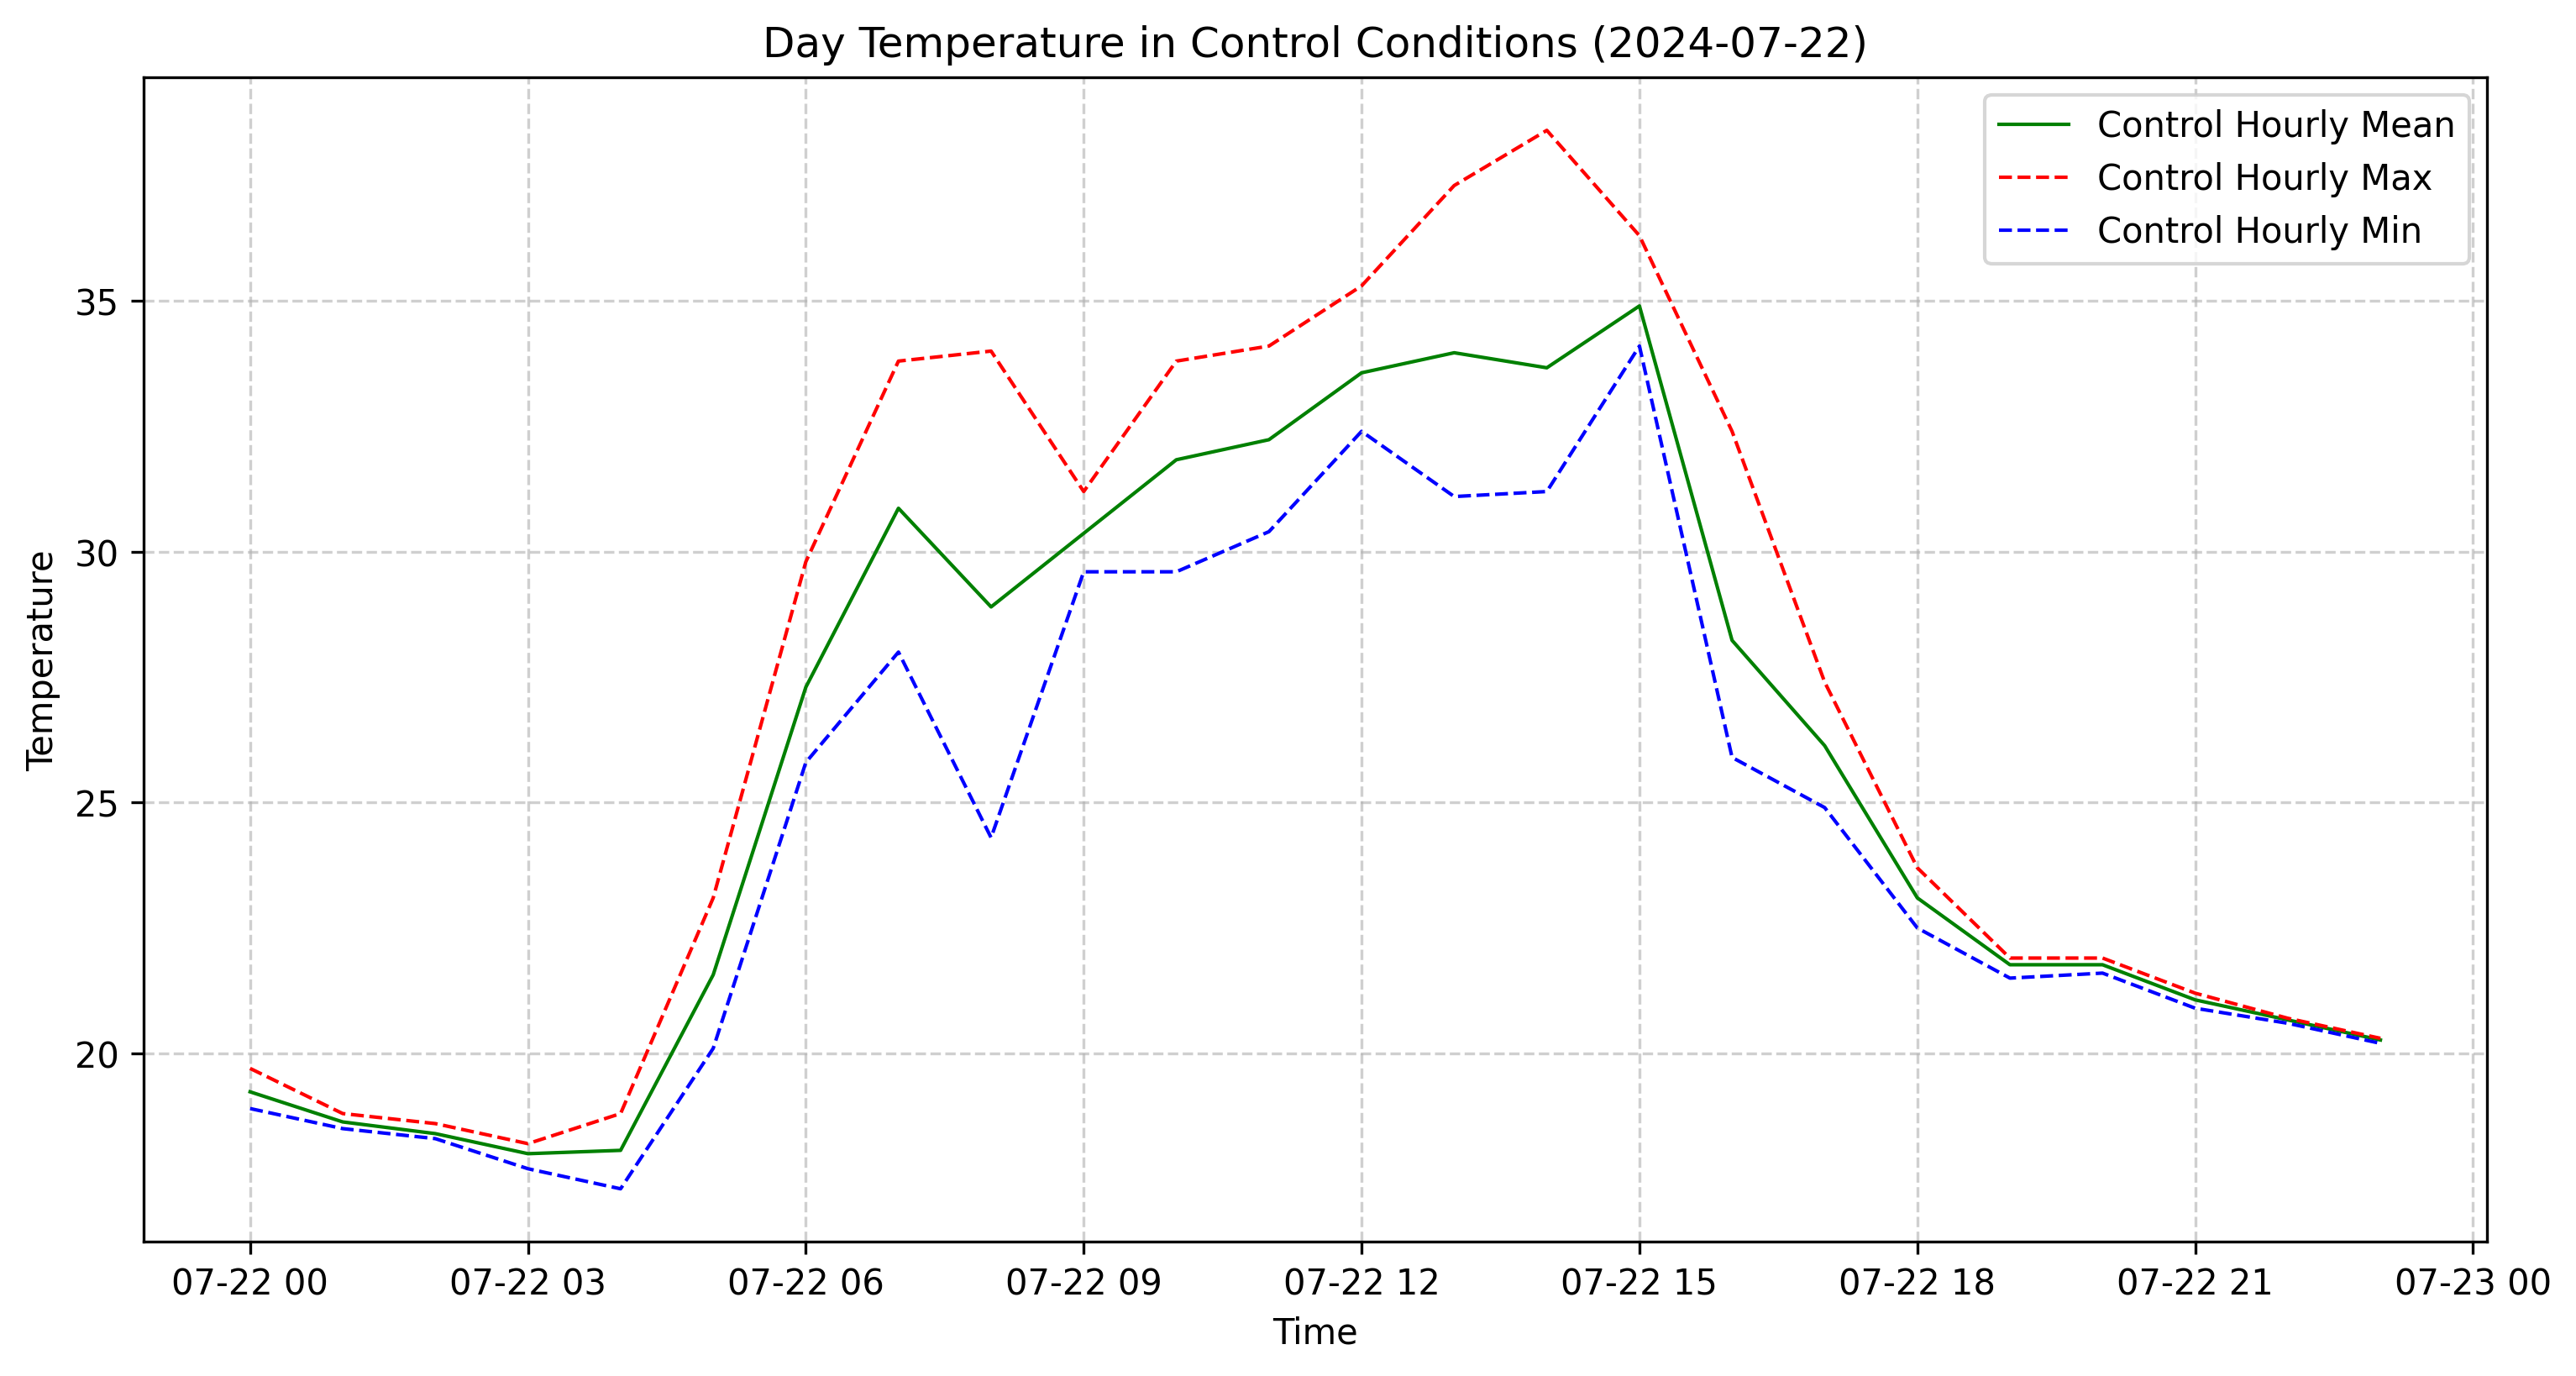 Day Temperature in Control Conditions (2024-07-22)
Control Hourly Mean
Control Hourly Max
Control Hourly Min
35
30
25
20
Temperature
07-22 00 07-22 03 07-22 06 07-22 09 07-22 12 07-22 15 07-22 18 07-22 21 07-23 00
Time